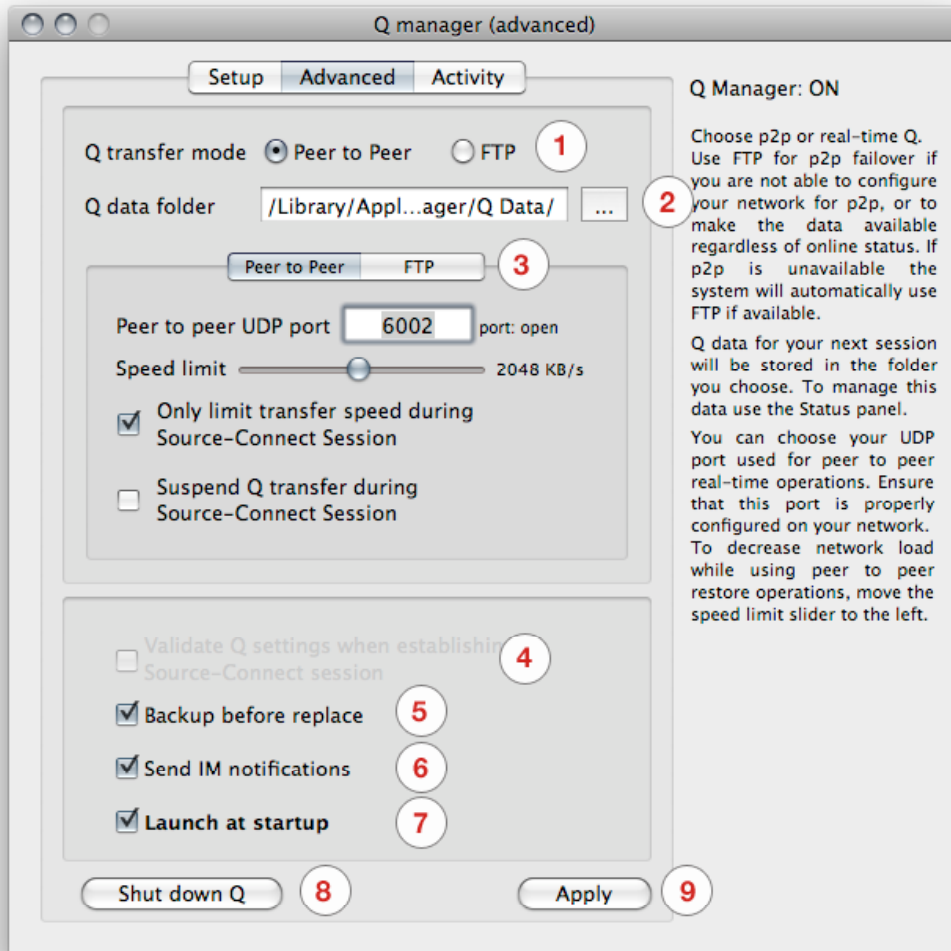 Q manager (advanced)
Setup Advanced Activity
Q transfer mode Peer to Peer FTP 1
Q data folder /Library/Appl...ager/Q Data/ ... 2
Peer to Peer FTP 3
Peer to peer UDP port 6002 port: open
Speed limit 2048 KB/s
Only limit transfer speed during
Source-Connect Session
Suspend Q transfer during
Source-Connect Session
Validate Q settings when establishin
Source-Connect session
4
Backup before replace 5
Send IM notifications 6
Launch at startup 7
Shut down Q 8
Apply 9
Q Manager: ON
Choose p2p or real-time Q.
Use FTP for p2p failover if
you are not able to configure
your network for p2p, or to
make the data available
regardless of online status. If
p2p is unavailable the
system will automatically use
FTP if available.
Q data for your next session
will be stored in the folder
you choose. To manage this
data use the Status panel.
You can choose your UDP
port used for peer to peer
real-time operations. Ensure
that this port is properly
configured on your network.
To decrease network load
while using peer to peer
restore operations, move the
speed limit slider to the left.